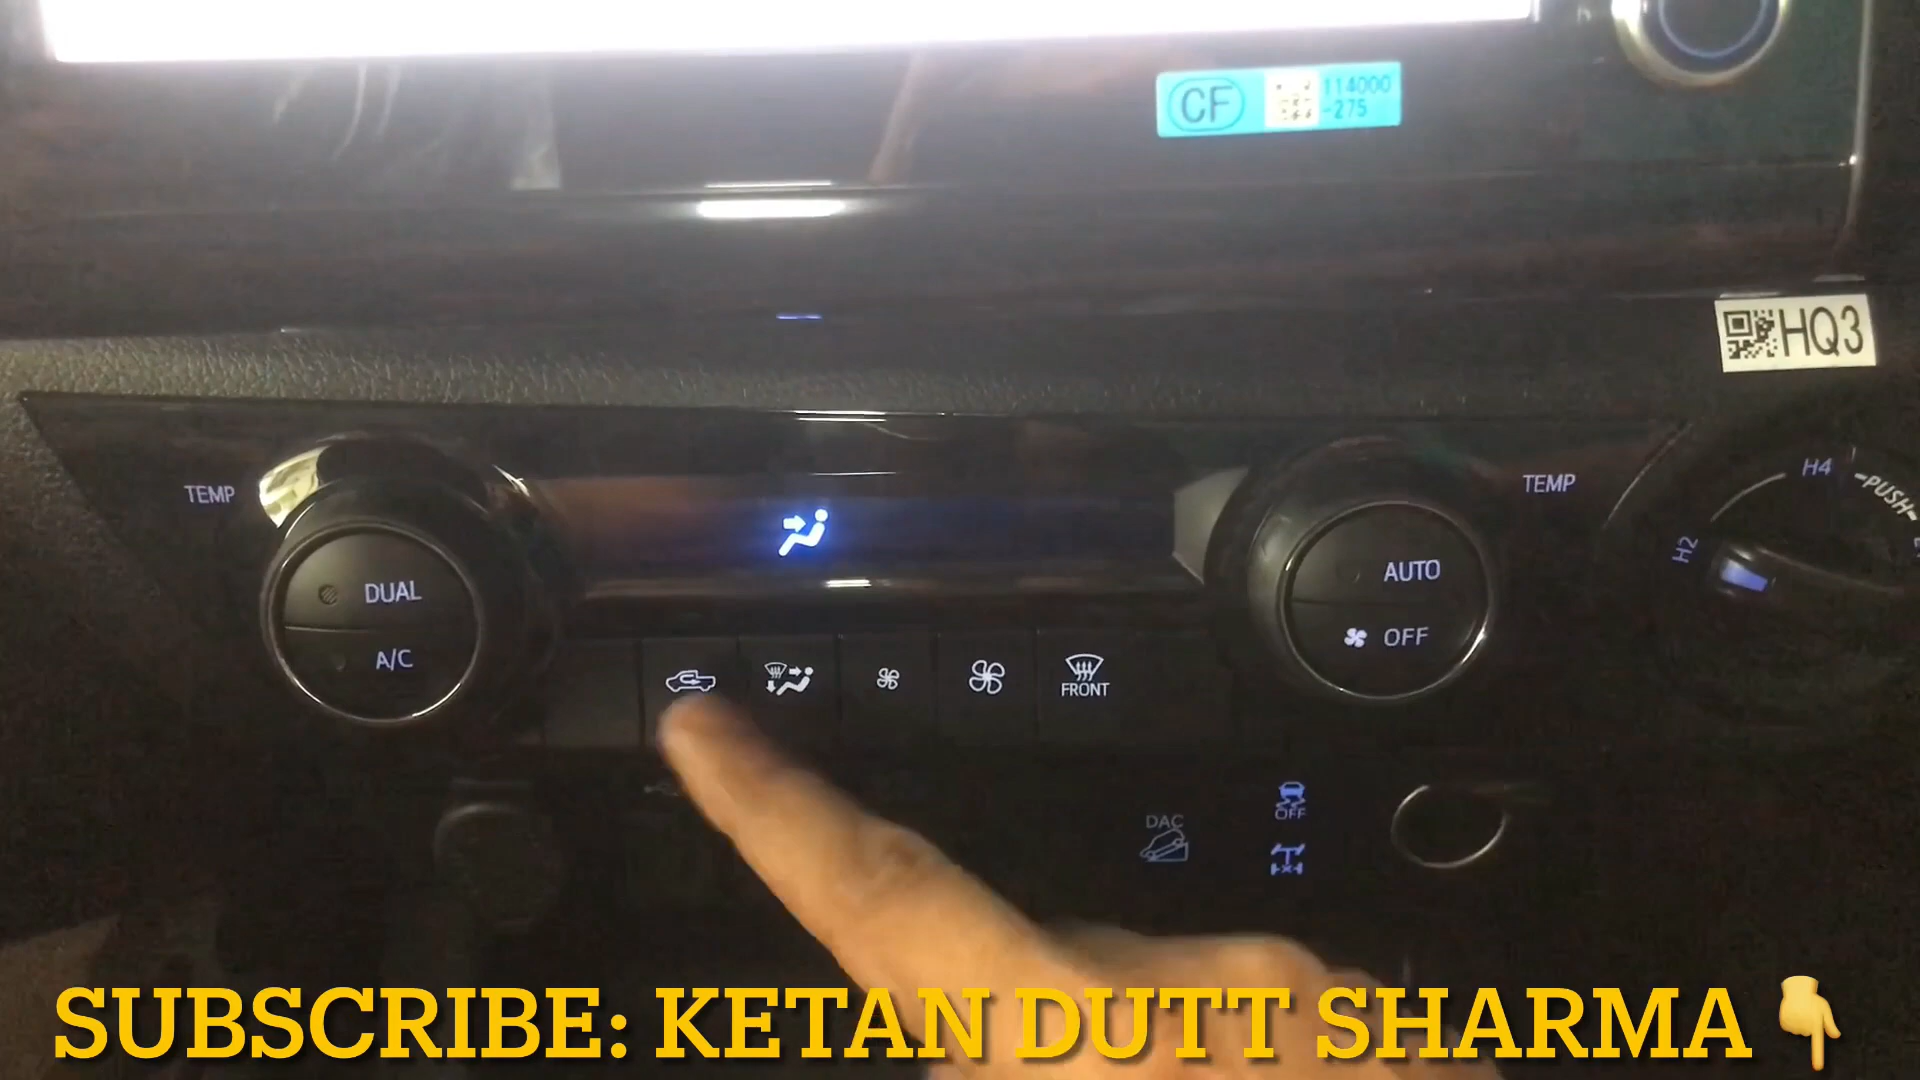 CF
114000
-275
HQ3
TEMP
TEMP
H4
-PUSH-
H2
DUAL
AUTO
A/C
OFF
FRONT
DAC
OFF
SUBSCRIBE: KETAN DUTT SHARMA👇